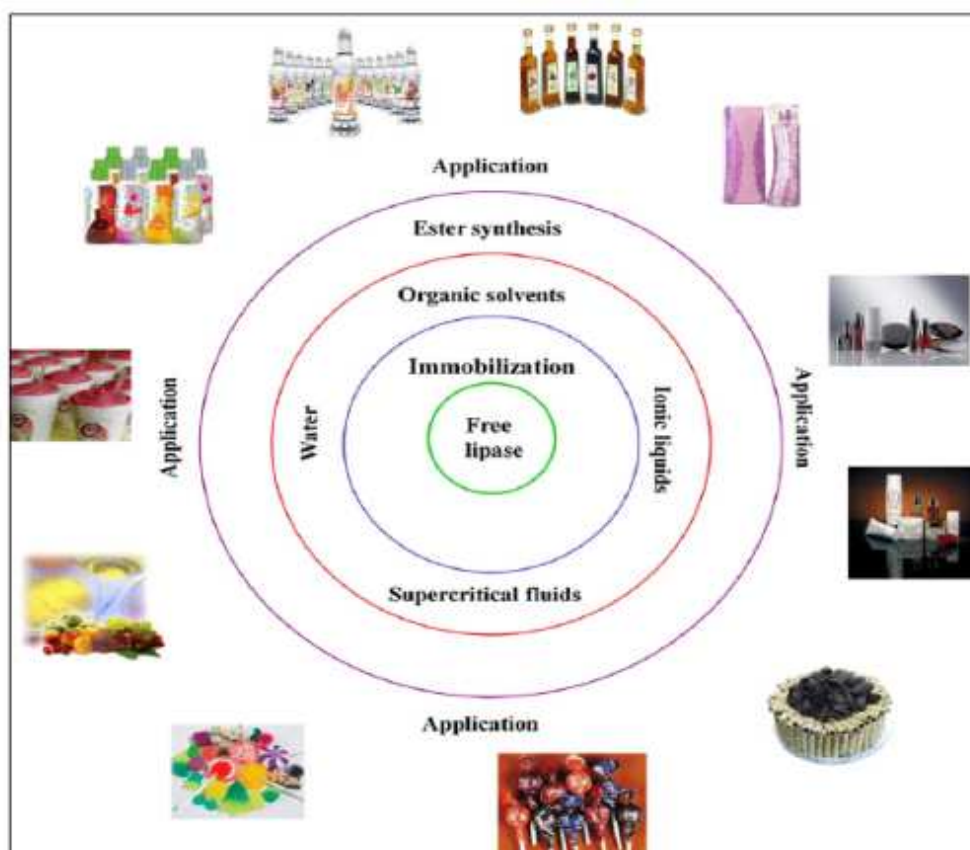 Application
Ester synthesis
Organic solvents
Immobilization
Free
lipase
Water
Ionic liquids
Application
Application
Supercritical fluids
Application